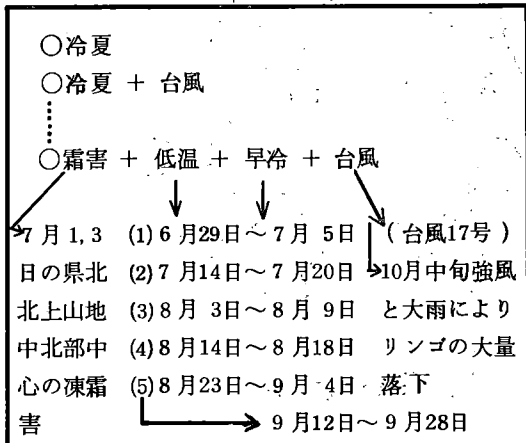 ○冷夏
○冷夏 + 台風
○霜害 + 低温 + 早冷 + 台風
7月1,3 (1) 6月29日～7月5日 (台風17号)
日の県北 (2) 7月14日～7月20日 10月中旬強風
北上山地 (3) 8月3日～8月9日 と大雨により
中北部中 (4) 8月14日～8月18日 リンゴの大量
心の凍霜 (5) 8月23日～9月4日 落下
害 9月12日～9月28日